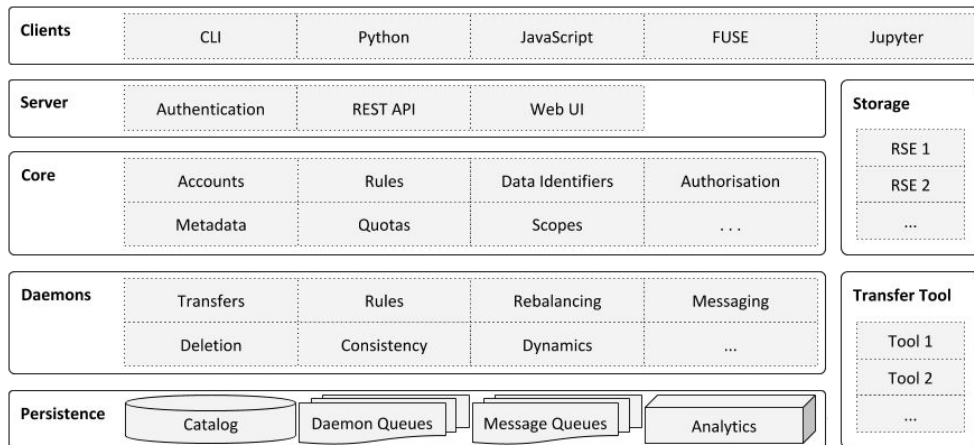 Clients
CLI Python JavaScript FUSE Jupyter
Server
Authentication REST API Web UI
Storage
RSE 1
RSE 2
...
Core
Accounts Rules Data Identifiers Authorisation
Metadata Quotas Scopes . . .
Daemons
Transfers Rules Rebalancing Messaging
Deletion Consistency Dynamics ...
Transfer Tool
Tool 1
Tool 2
...
Persistence
Catalog Daemon Queues Message Queues Analytics